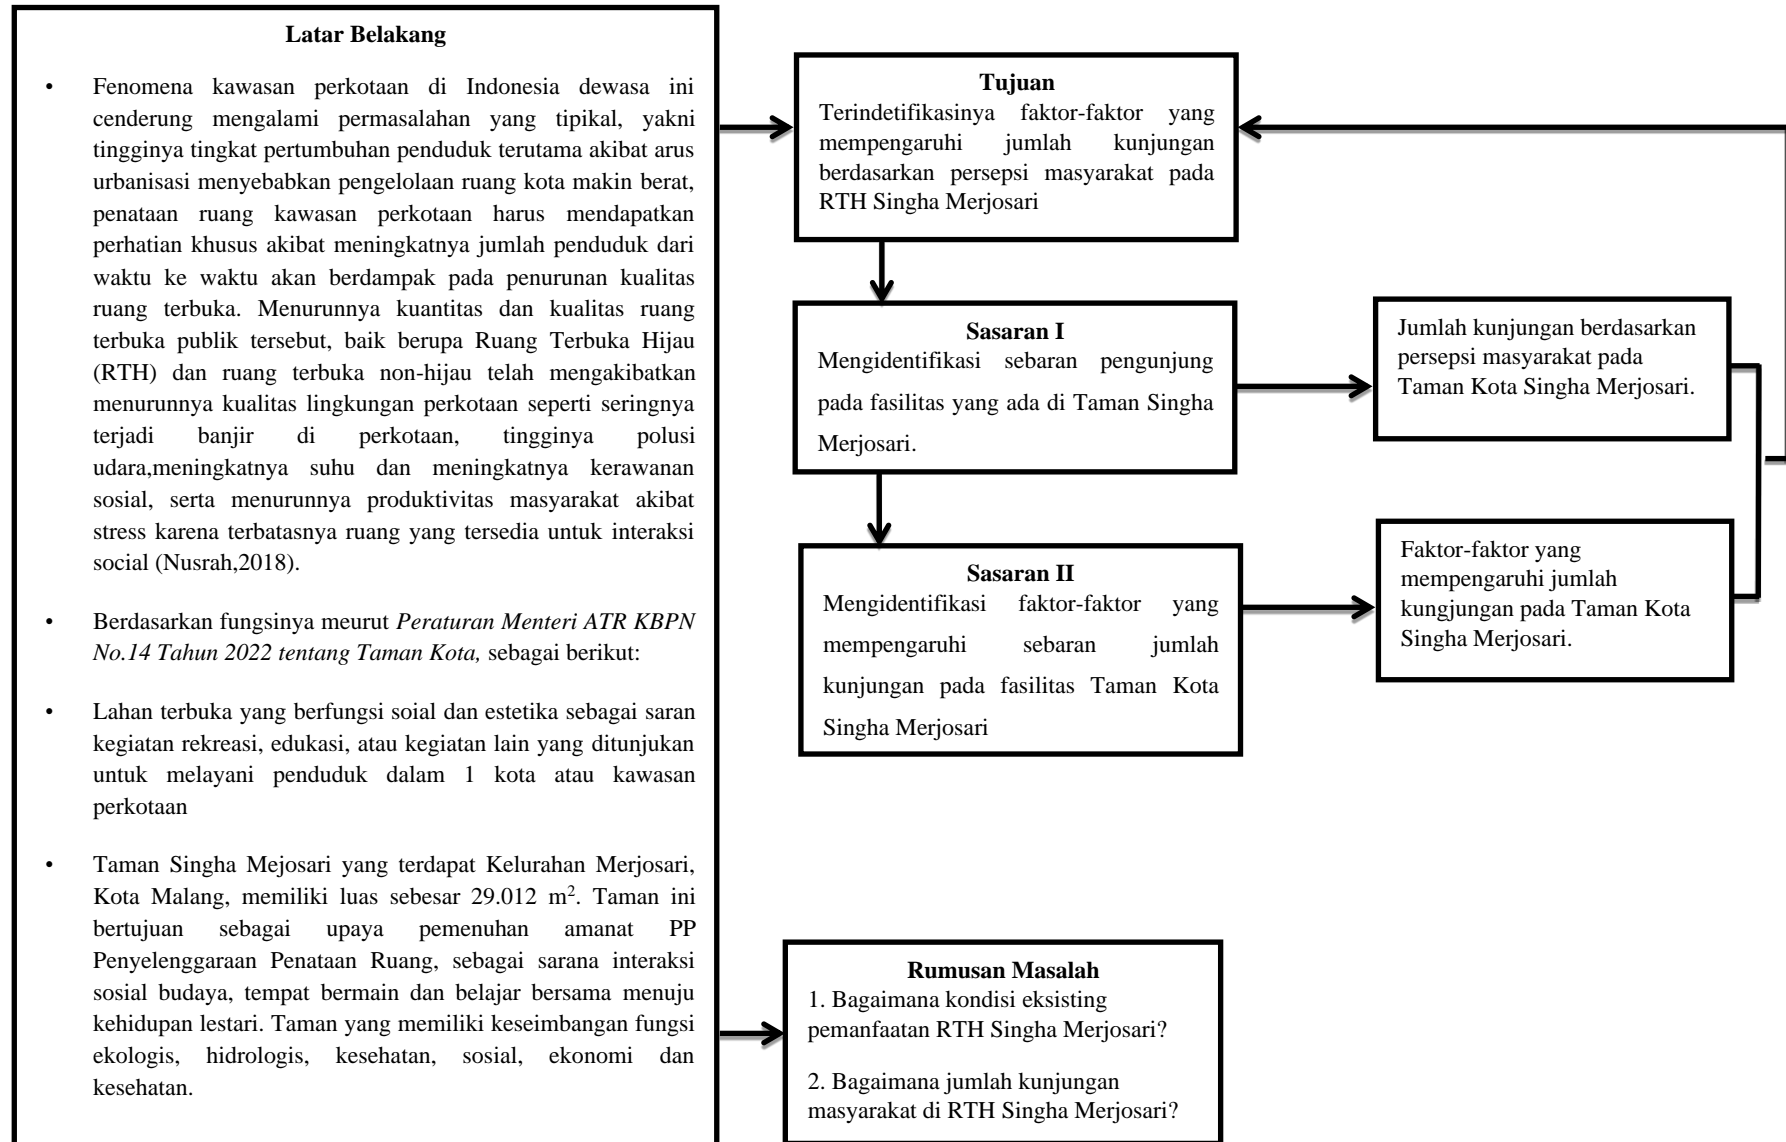 Latar Belakang
• Fenomena kawasan perkotaan di Indonesia dewasa ini
cenderung mengalami permasalahan yang tipikal, yakni
tingginya tingkat pertumbuhan penduduk terutama akibat arus
urbanisasi menyebabkan pengelolaan ruang kota makin berat,
penataan ruang kawasan perkotaan harus mendapatkan
perhatian khusus akibat meningkatnya jumlah penduduk dari
waktu ke waktu akan berdampak pada penurunan kualitas
ruang terbuka. Menurunnya kuantitas dan kualitas ruang
terbuka publik tersebut, baik berupa Ruang Terbuka Hijau
(RTH) dan ruang terbuka non-hijau telah mengakibatkan
menurunnya kualitas lingkungan perkotaan seperti seringnya
terjadi banjir di perkotaan, tingginya polusi
udara,meningkatnya suhu dan meningkatnya kerawanan
sosial, serta menurunnya produktivitas masyarakat akibat
stress karena terbatasnya ruang yang tersedia untuk interaksi
social (Nusrah,2018).
• Berdasarkan fungsinya meurut Peraturan Menteri ATR KBPN
No.14 Tahun 2022 tentang Taman Kota, sebagai berikut:
• Lahan terbuka yang berfungsi soial dan estetika sebagai saran
kegiatan rekreasi, edukasi, atau kegiatan lain yang ditunjukan
untuk melayani penduduk dalam 1 kota atau kawasan
perkotaan
• Taman Singha Mejosari yang terdapat Kelurahan Merjosari,
Kota Malang, memiliki luas sebesar 29.012 m². Taman ini
bertujuan sebagai upaya pemenuhan amanat PP
Penyelenggaraan Penataan Ruang, sebagai sarana interaksi
sosial budaya, tempat bermain dan belajar bersama menuju
kehidupan lestari. Taman yang memiliki keseimbangan fungsi
ekologis, hidrologis, kesehatan, sosial, ekonomi dan
kesehatan.
Tujuan
Terindetifikasinya faktor-faktor yang
mempengaruhi jumlah kunjungan
berdasarkan persepsi masyarakat pada
RTH Singha Merjosari
Sasaran I
Mengidentifikasi sebaran pengunjung
pada fasilitas yang ada di Taman Singha
Merjosari.
Jumlah kunjungan berdasarkan
persepsi masyarakat pada
Taman Kota Singha Merjosari.
Sasaran II
Mengidentifikasi faktor-faktor yang
mempengaruhi sebaran jumlah
kunjungan pada fasilitas Taman Kota
Singha Merjosari
Faktor-faktor yang
mempengaruhi jumlah
kungjungan pada Taman Kota
Singha Merjosari.
Rumusan Masalah
1. Bagaimana kondisi eksisting
pemanfaatan RTH Singha Merjosari?
2. Bagaimana jumlah kunjungan
masyarakat di RTH Singha Merjosari?